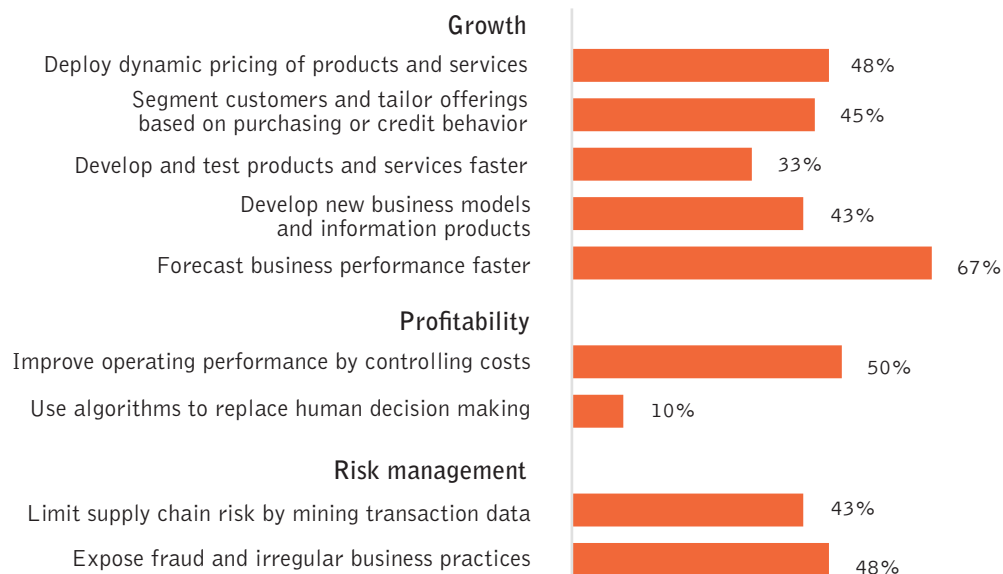 Growth
Deploy dynamic pricing of products and services 48%
Segment customers and tailor offerings
based on purchasing or credit behavior 45%
Develop and test products and services faster 33%
Develop new business models
and information products 43%
Forecast business performance faster 67%
Profitability
Improve operating performance by controlling costs 50%
Use algorithms to replace human decision making 10%
Risk management
Limit supply chain risk by mining transaction data 43%
Expose fraud and irregular business practices 48%